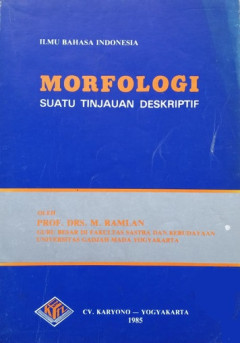 ILMU BAHASA INDONESIA
MORFOLOGI
SUATU TINJAUAN DESKRIPTIF
OLEH
PROF. DRS. M. RAMLAN
GURU BESAR DI FAKULTAS SASTRA DAN KEBUDAYAAN
UNIVERSITAS GADJAH MADA YOGYAKARTA
CV. KARYONO — YOGYAKARTA
1985